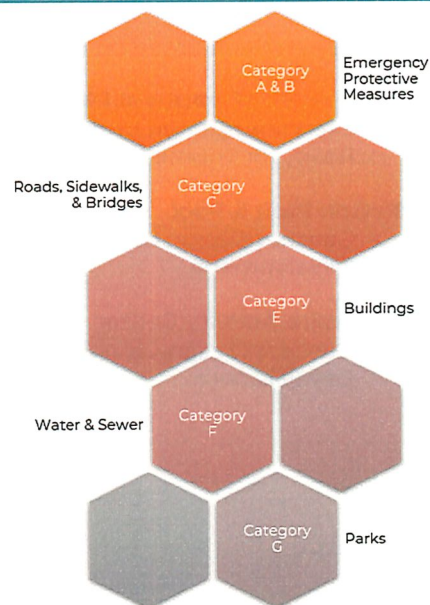 Category
A & B
Emergency
Protective
Measures
Roads, Sidewalks,
& Bridges
Category
C
Category
E
Buildings
Water & Sewer
Category
F
Category
G
Parks